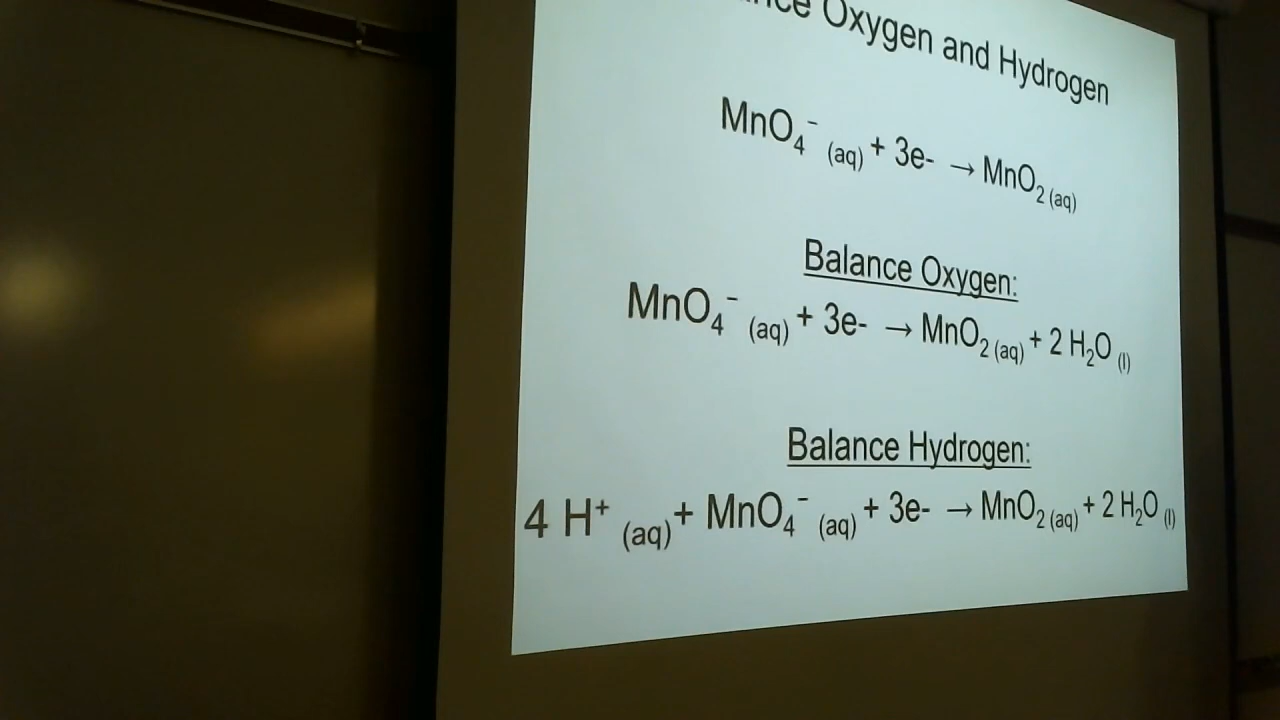 Oxygen and Hydrogen
MnO₄⁻ (aq) + 3e- → MnO₂ (aq)
Balance Oxygen:
MnO₄⁻ (aq) + 3e- → MnO₂ (aq) + 2 H₂O (l)
Balance Hydrogen:
4 H⁺ (aq) + MnO₄⁻ (aq) + 3e- → MnO₂ (aq) + 2 H₂O (l)